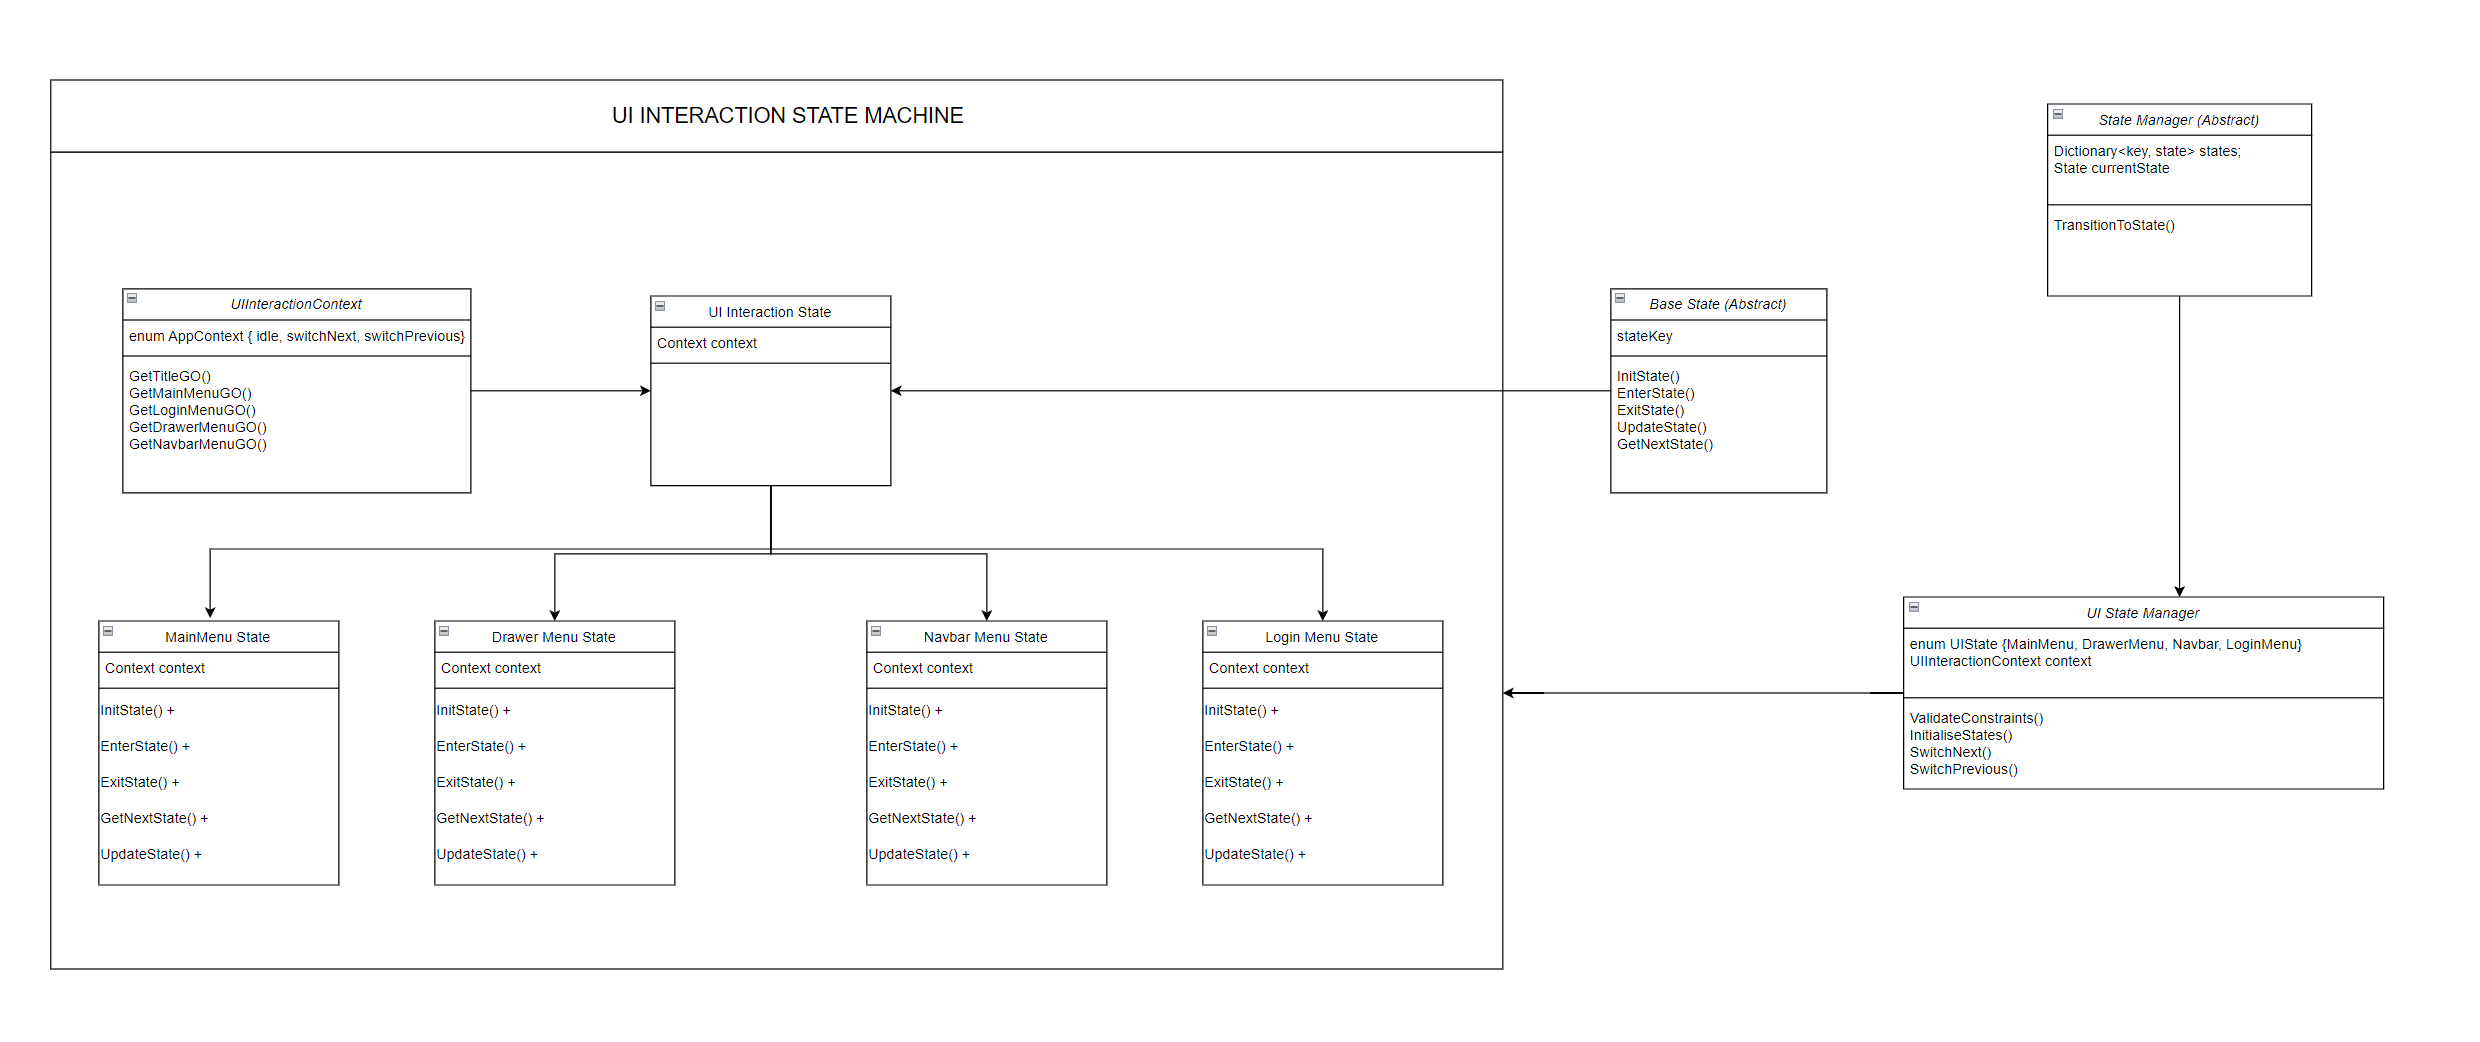 UI INTERACTION STATE MACHINE
State Manager (Abstract)
Dictionary<key, state> states;
State currentState
TransitionToState()
UIInteractionContext
enum AppContext { idle, switchNext, switchPrevious}
GetTitleGO()
GetMainMenuGO()
GetLoginMenuGO()
GetDrawerMenuGO()
GetNavbarMenuGO()
UI Interaction State
Context context
Base State (Abstract)
stateKey
InitState()
EnterState()
ExitState()
UpdateState()
GetNextState()
MainMenu State
Context context
InitState() +
EnterState() +
ExitState() +
GetNextState() +
UpdateState() +
Drawer Menu State
Context context
InitState() +
EnterState() +
ExitState() +
GetNextState() +
UpdateState() +
Navbar Menu State
Context context
InitState() +
EnterState() +
ExitState() +
GetNextState() +
UpdateState() +
Login Menu State
Context context
InitState() +
EnterState() +
ExitState() +
GetNextState() +
UpdateState() +
UI State Manager
enum UIState {MainMenu, DrawerMenu, Navbar, LoginMenu}
UIInteractionContext context
ValidateConstraints()
InitialiseStates()
SwitchNext()
SwitchPrevious()